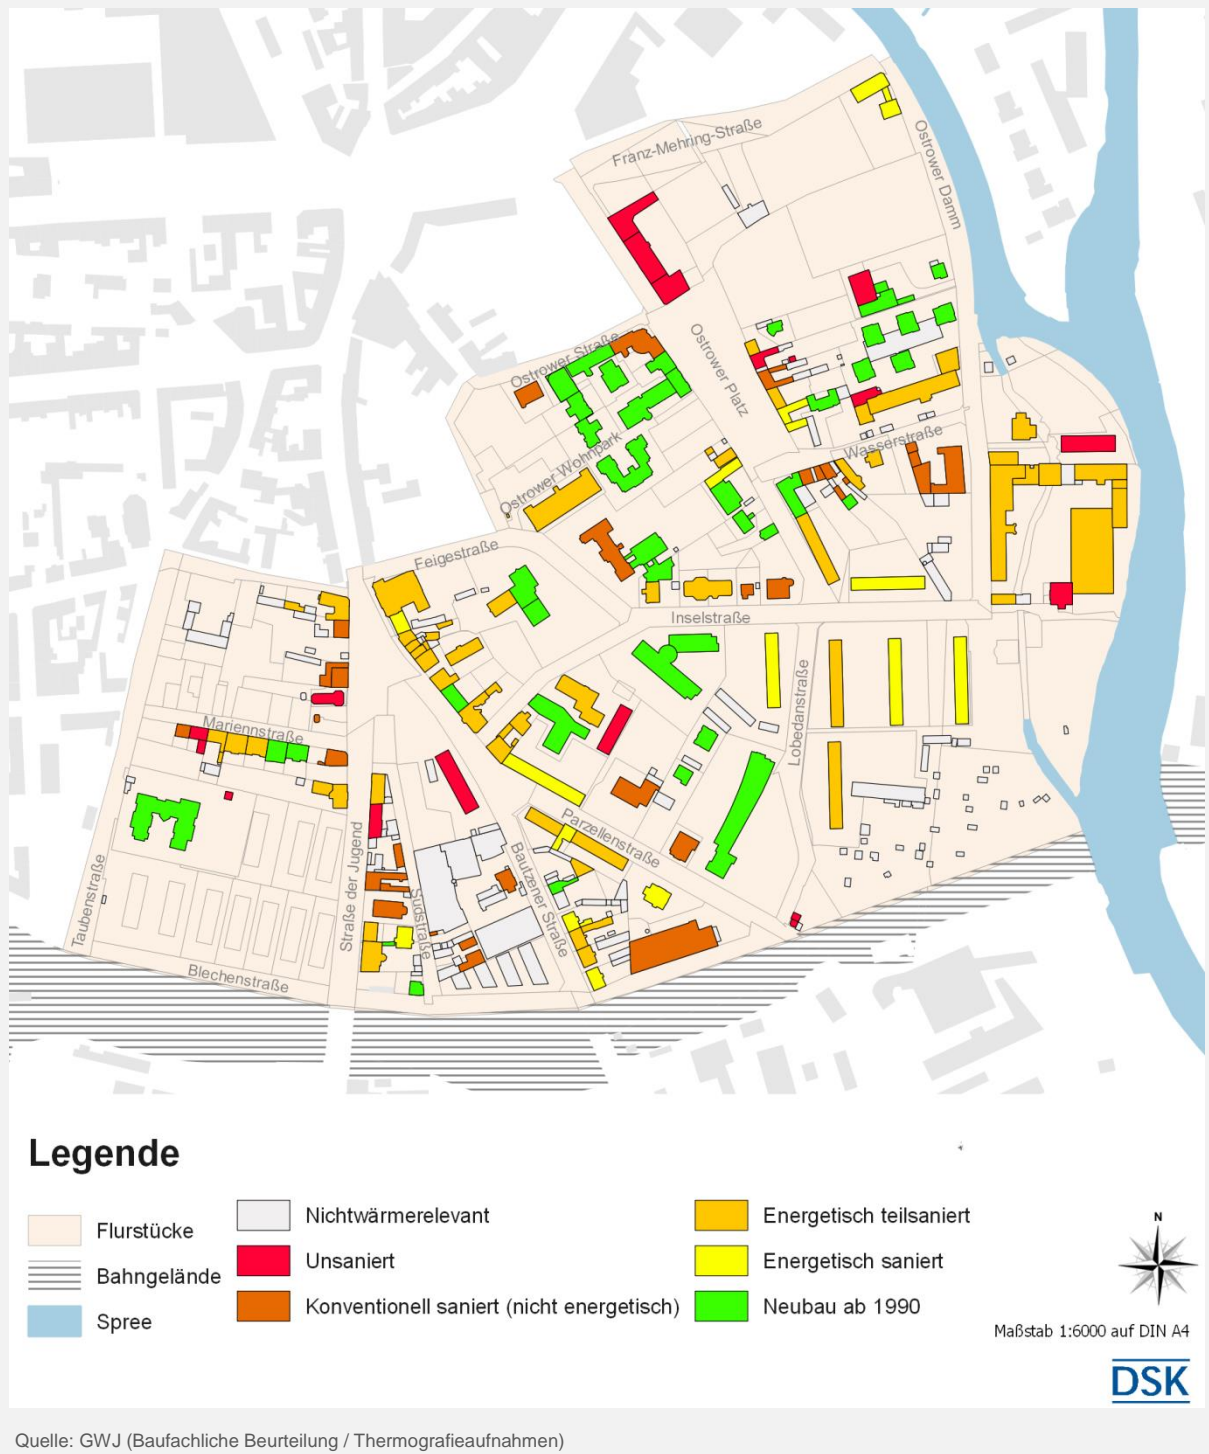 Franz-Mehring-Straße
Ostrower Damm
Ostrower Straße
Ostrower Platz
Ostrower Wohnpark
Wasserstraße
Feigestraße
Inselstraße
Lobedanstraße
Mariennstraße
Parzellenstraße
Bautzener Straße
Straße der Jugend
Südstraße
Taubenstraße
Blechenstraße
Legende
Flurstücke
Bahngelände
Spree
Nichtwärmerelevant
Unsaniert
Konventionell saniert (nicht energetisch)
Energetisch teilsaniert
Energetisch saniert
Neubau ab 1990
N
Maßstab 1:6000 auf DIN A4
DSK
Quelle: GWJ (Baufachliche Beurteilung / Thermografieaufnahmen)